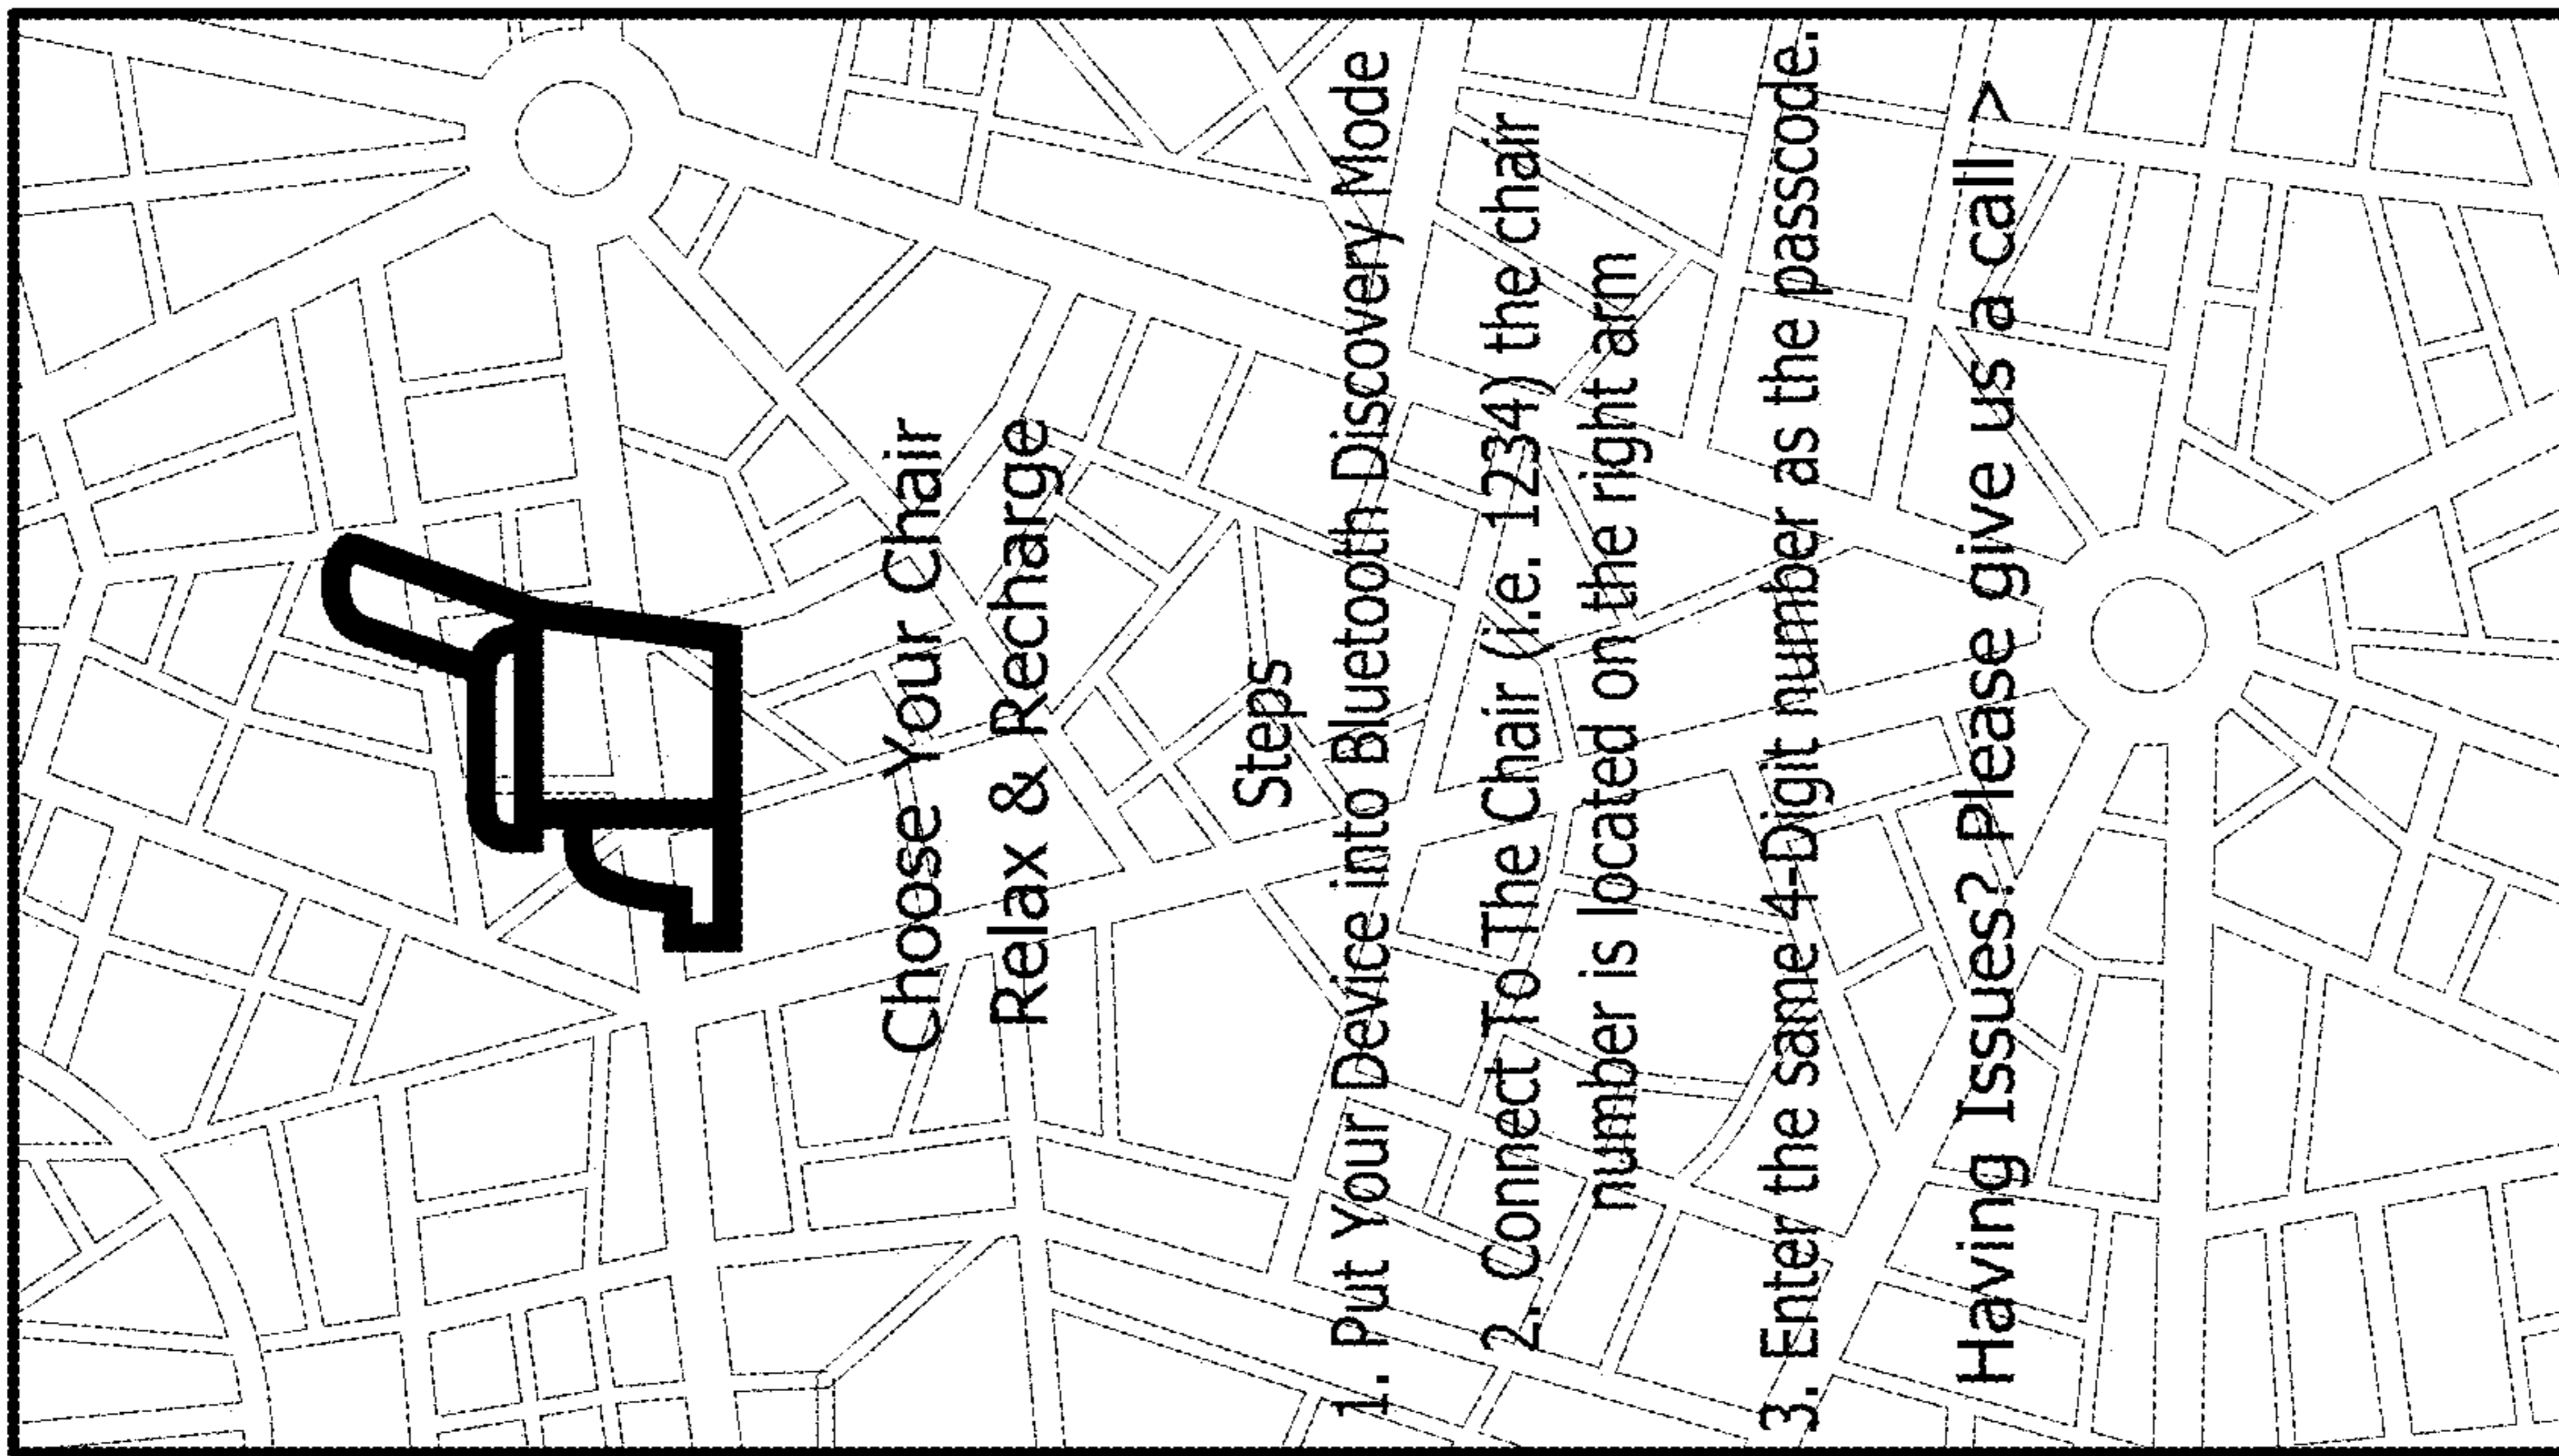 Choose Your Chair
Relax & Recharge
Steps
1. Put Your Device into Bluetooth Discovery Mode
2. Connect To The Chair (i.e. 1234) the chair
number is located on the right arm
3. Enter the same 4-Digit number as the passcode.
Having Issues? Please give us a call >